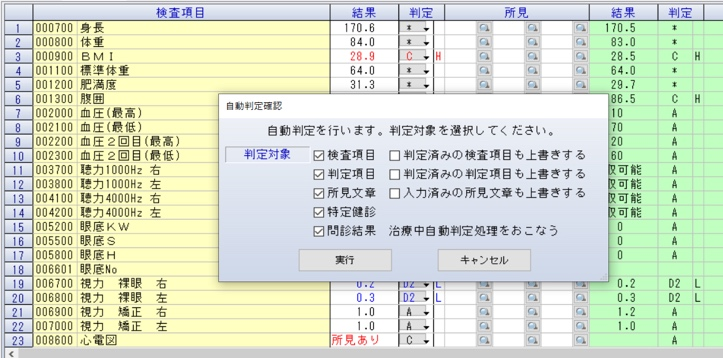 検査項目 結果 判定 所見 結果 判定
1 000700 身長 170.6 * 170.5 *
2 000800 体重 84.0 * 83.0 *
3 000900 BMI 28.9 C H 28.5 C H
4 001100 標準体重 64.0 * 64.0 *
5 001200 肥満度 31.3 * 29.7 *
6 001300 腹囲 86.5 C H
7 002000 血圧(最高) 10 A
8 002100 血圧(最低) 70 A
9 002200 血圧2回目(最高) 20 A
10 002300 血圧2回目(最低) 60 A
11 003700 聴力1000Hz 右 取可能 A
12 003800 聴力1000Hz 左 取可能 A
13 004100 聴力4000Hz 右 取可能 A
14 004200 聴力4000Hz 左 取可能 A
15 005200 眼底KW 0 A
16 005500 眼底S 0 A
17 005800 眼底H 0 A
18 006601 眼底No
19 006700 視力 裸眼 右 0.2 D2 L 0.2 D2 L
20 006800 視力 裸眼 左 0.3 D2 L 0.3 D2 L
21 006900 視力 矯正 右 1.0 A 1.2 A
22 007000 視力 矯正 左 1.0 A 1.0 A
23 008600 心電図 所見あり C
自動判定確認
自動判定を行います。判定対象を選択してください。
判定対象
検査項目 判定済みの検査項目も上書きする
判定項目 判定済みの判定項目も上書きする
所見文章 入力済みの所見文章も上書きする
特定健診
問診結果 治療中自動判定処理をおこなう
実行 キャンセル